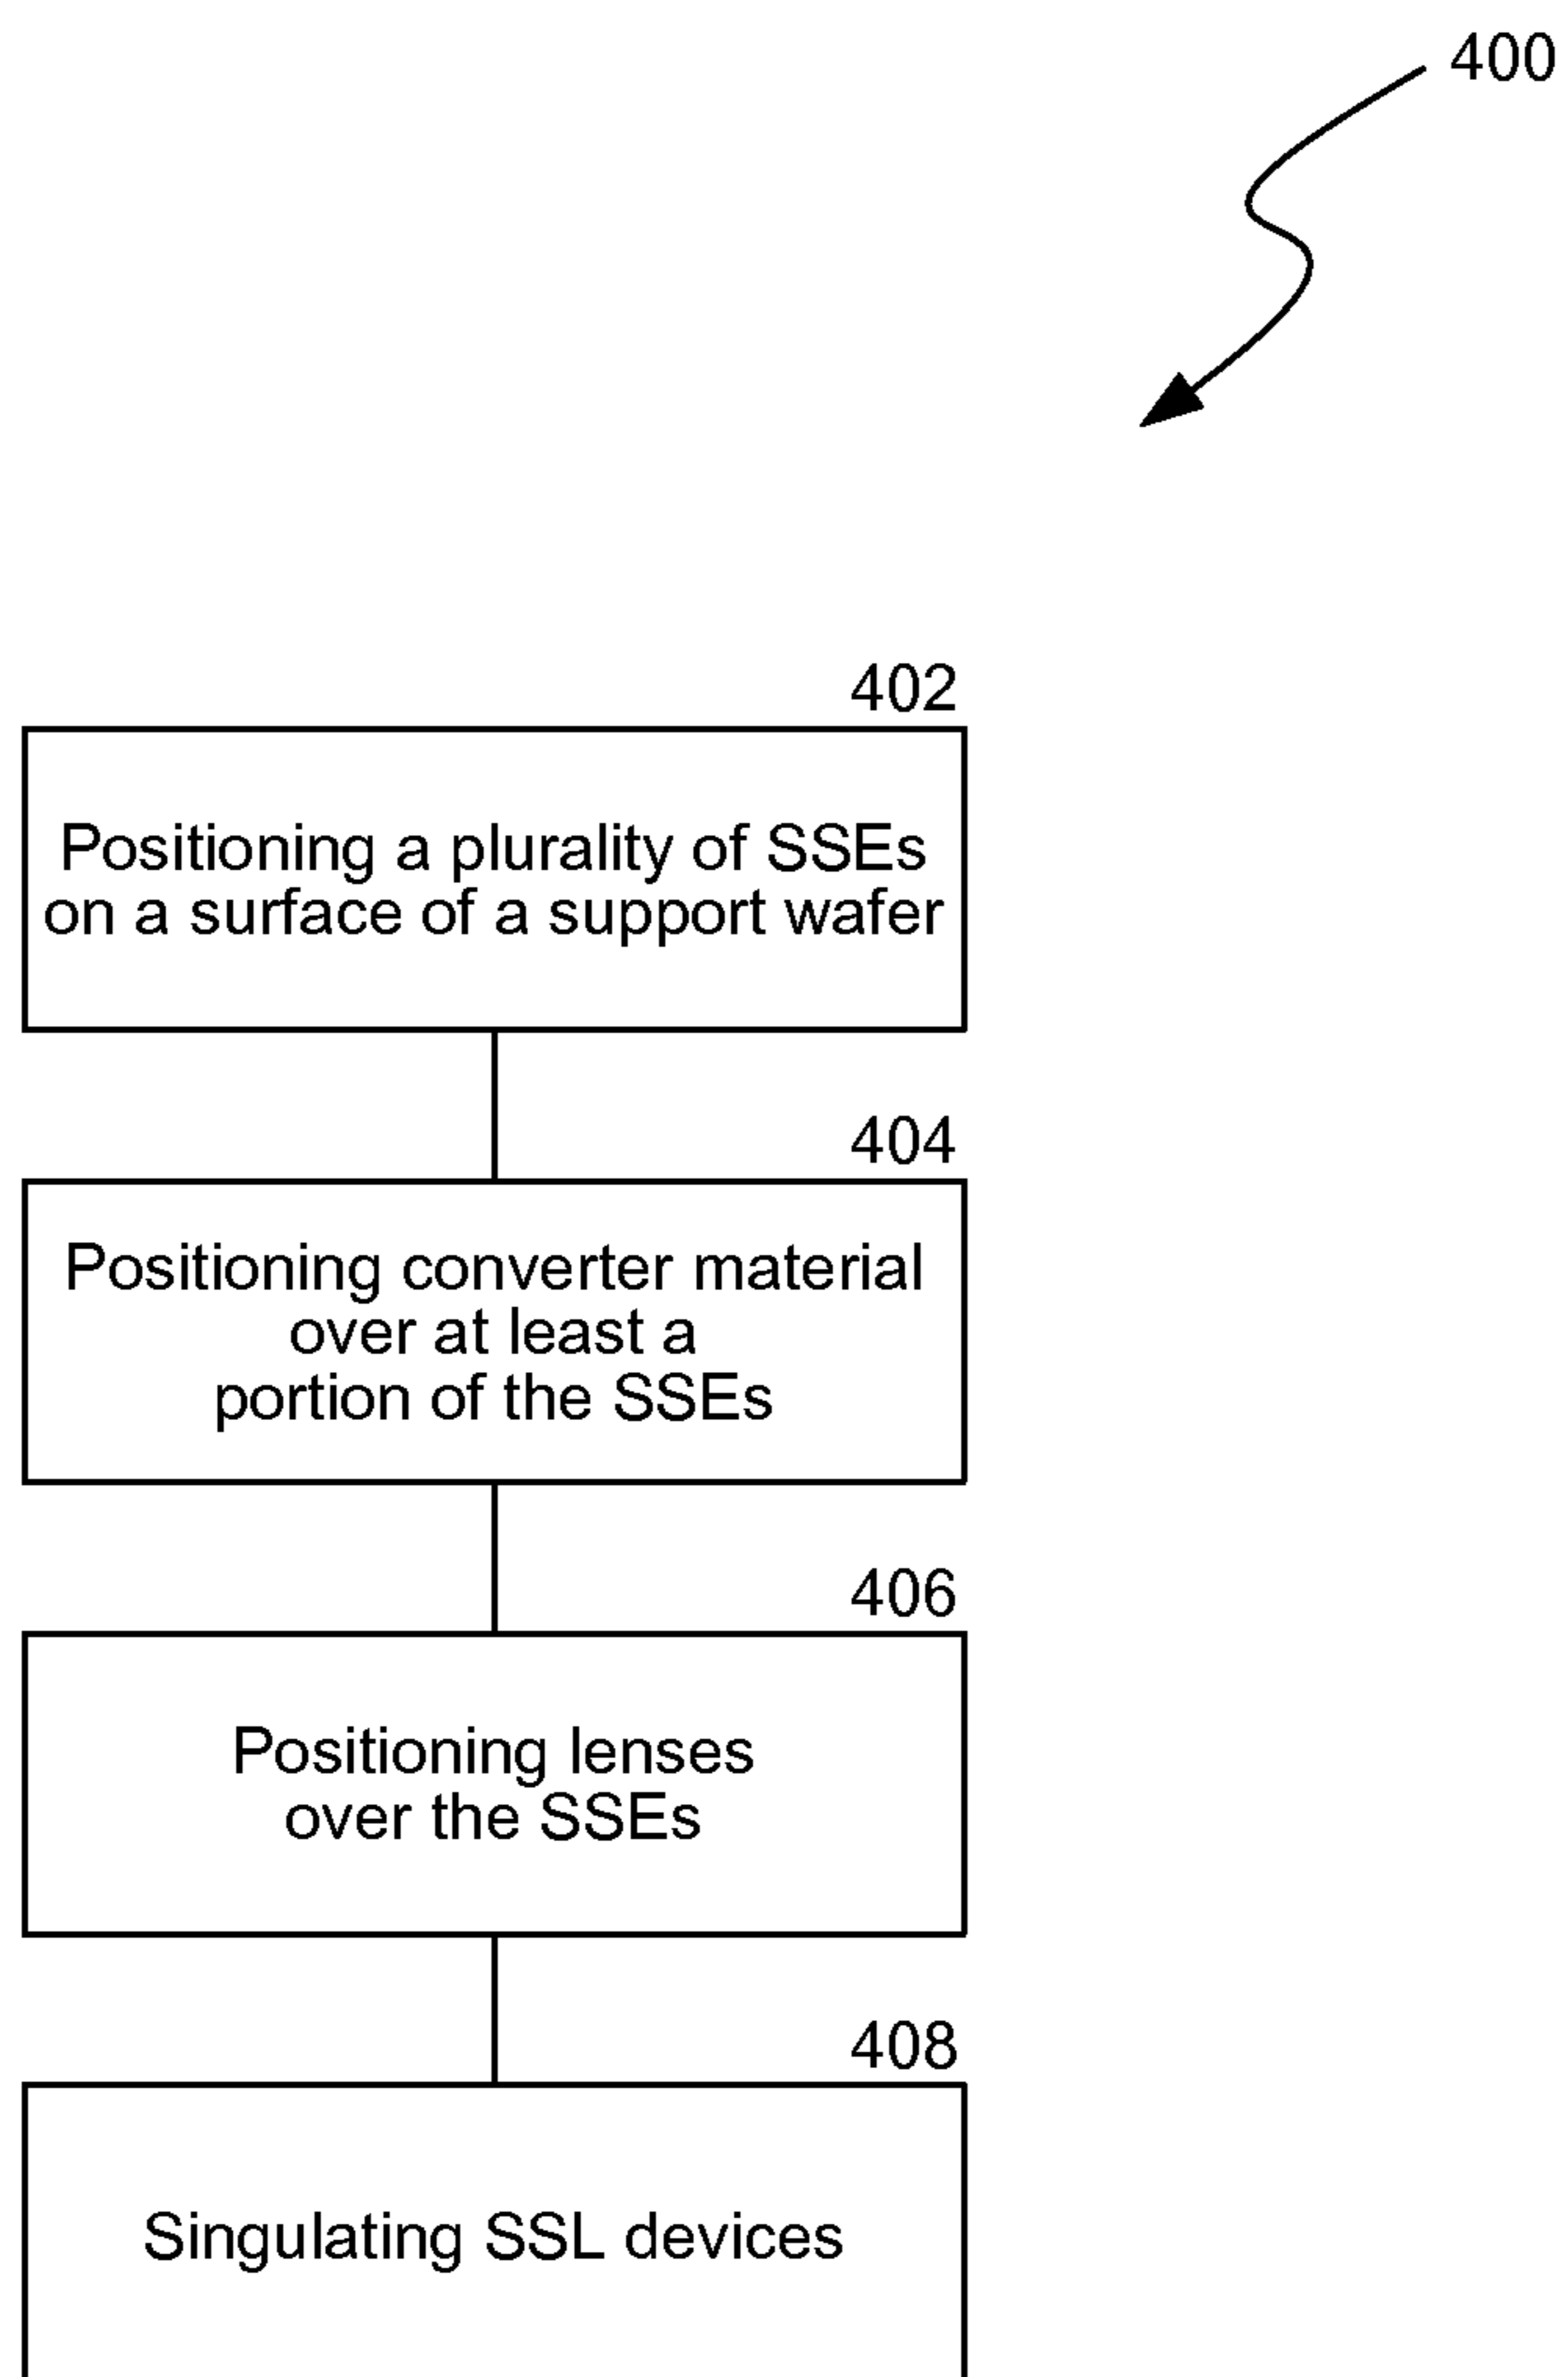 400
402
Positioning a plurality of SSEs
on a surface of a support wafer
404
Positioning converter material
over at least a
portion of the SSEs
406
Positioning lenses
over the SSEs
408
Singulating SSL devices